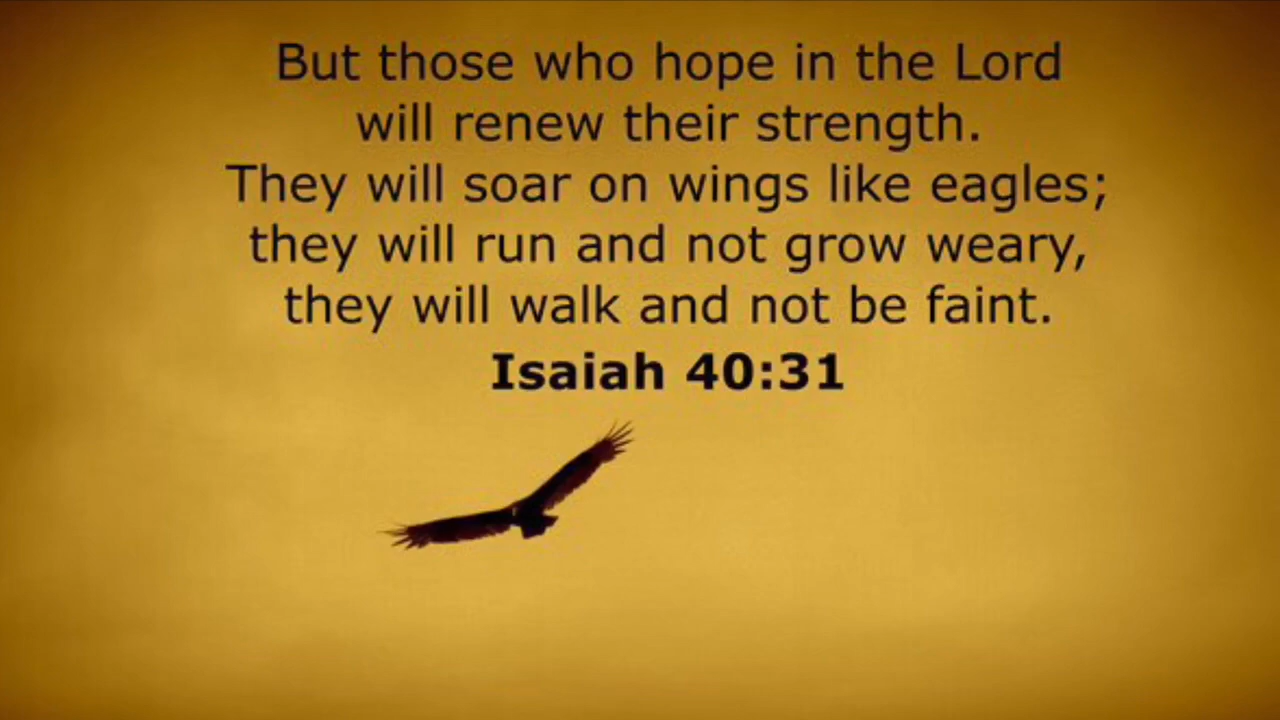 But those who hope in the Lord
will renew their strength.
They will soar on wings like eagles;
they will run and not grow weary,
they will walk and not be faint.
Isaiah 40:31